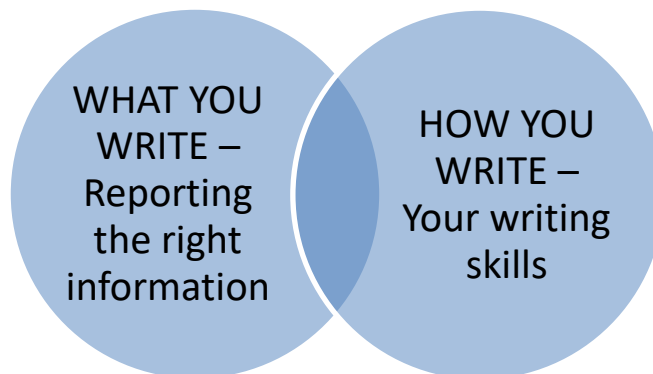 WHAT YOU
WRITE –
Reporting
the right
information
HOW YOU
WRITE –
Your writing
skills